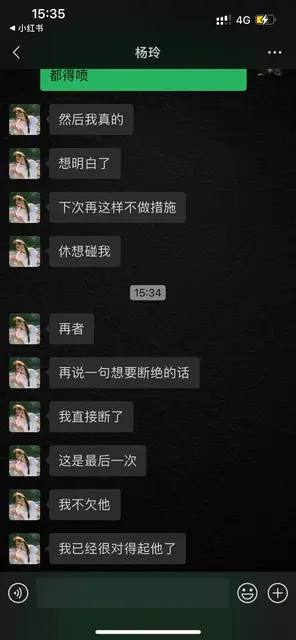 15:35
4G
小红书
杨玲
都得喷
然后我真的
想明白了
下次再这样不做措施
休想碰我
15:34
再者
再说一句想要断绝的话
我直接断了
这是最后一次
我不欠他
我已经很对得起他了